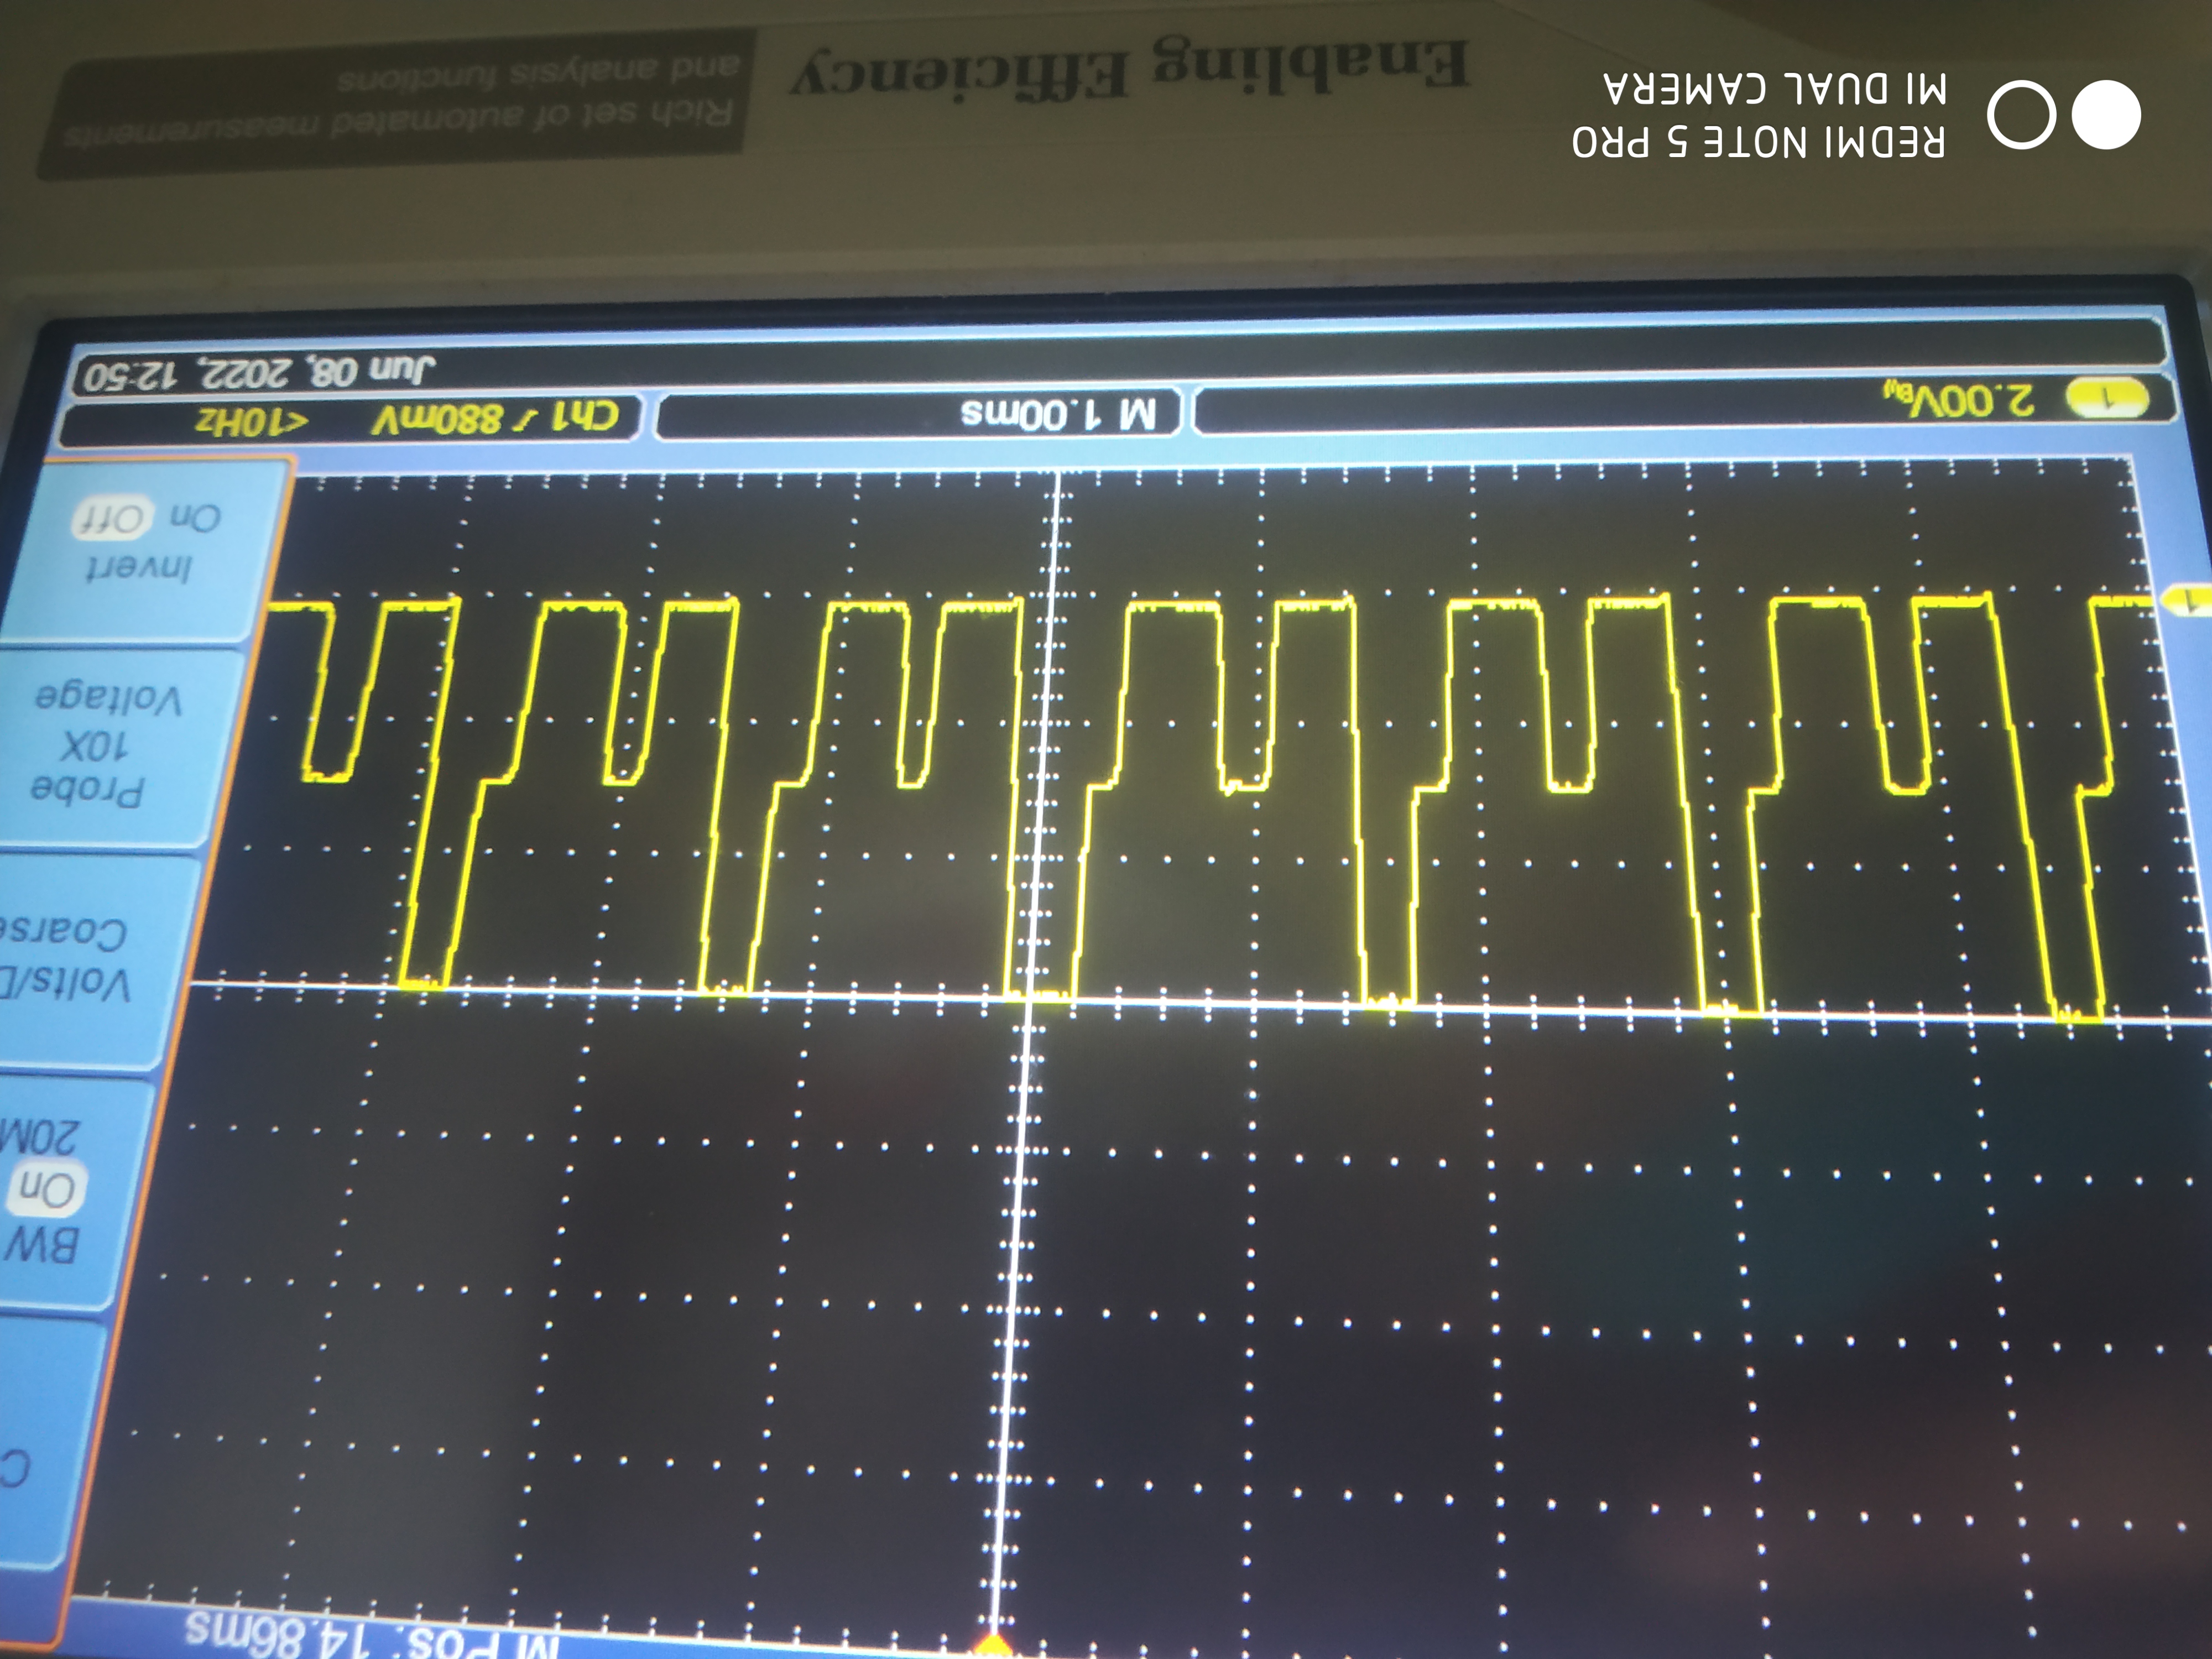 M Pos: 14.86ms
C
BW
On
20M
Volts/D
Coarse
Probe
10X
Voltage
Invert
On Off
1
1 2.00VBW
M 1.00ms
Ch1 880mV <10Hz
Jun 08, 2022, 12:50
REDMI NOTE 5 PRO
MI DUAL CAMERA
Enabling Efficiency
Rich set of automated measurements
and analysis functions